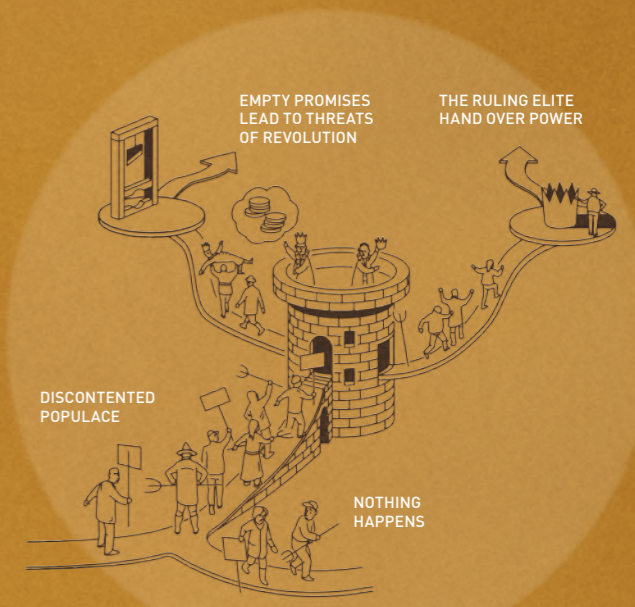 EMPTY PROMISES
LEAD TO THREATS
OF REVOLUTION
THE RULING ELITE
HAND OVER POWER
DISCONTENTED
POPULACE
NOTHING
HAPPENS